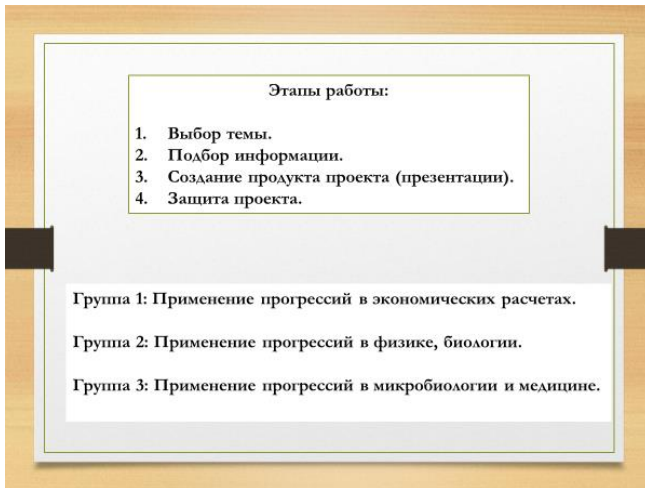 Этапы работы:
1. Выбор темы.
2. Подбор информации.
3. Создание продукта проекта (презентации).
4. Защита проекта.
Группа 1: Применение прогрессий в экономических расчетах.
Группа 2: Применение прогрессий в физике, биологии.
Группа 3: Применение прогрессий в микробиологии и медицине.